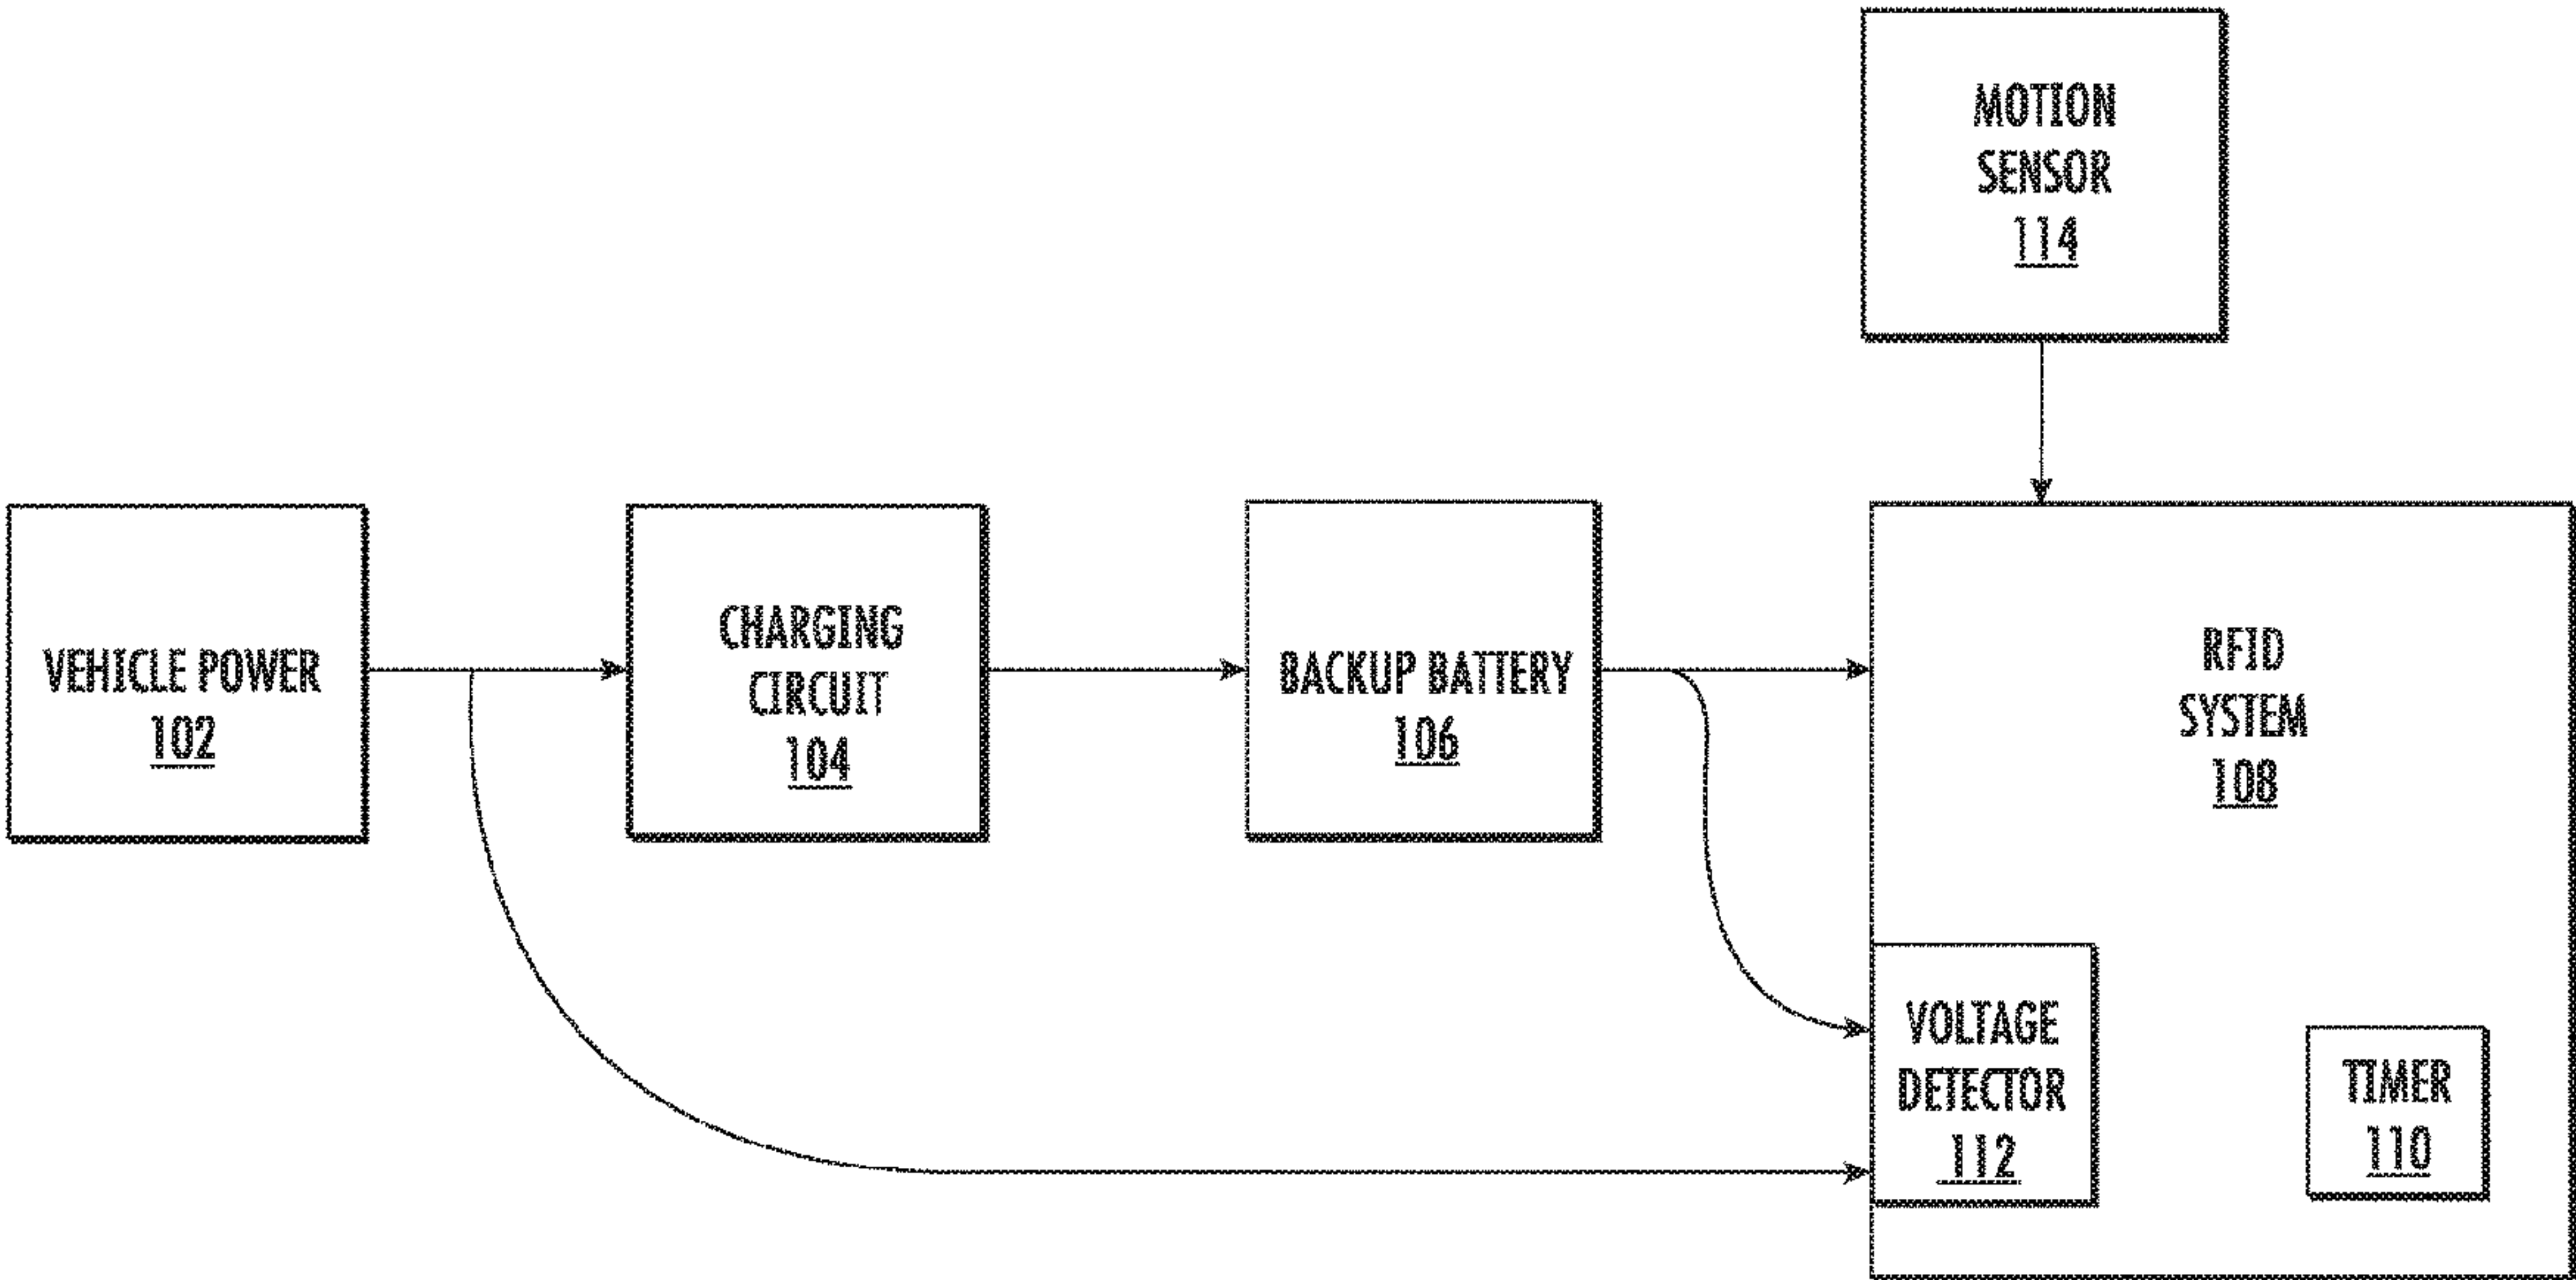 MOTION
SENSOR
114
VEHICLE POWER
102
CHARGING
CIRCUIT
104
BACKUP BATTERY
106
RFID
SYSTEM
108
VOLTAGE
DETECTOR
112
TIMER
110